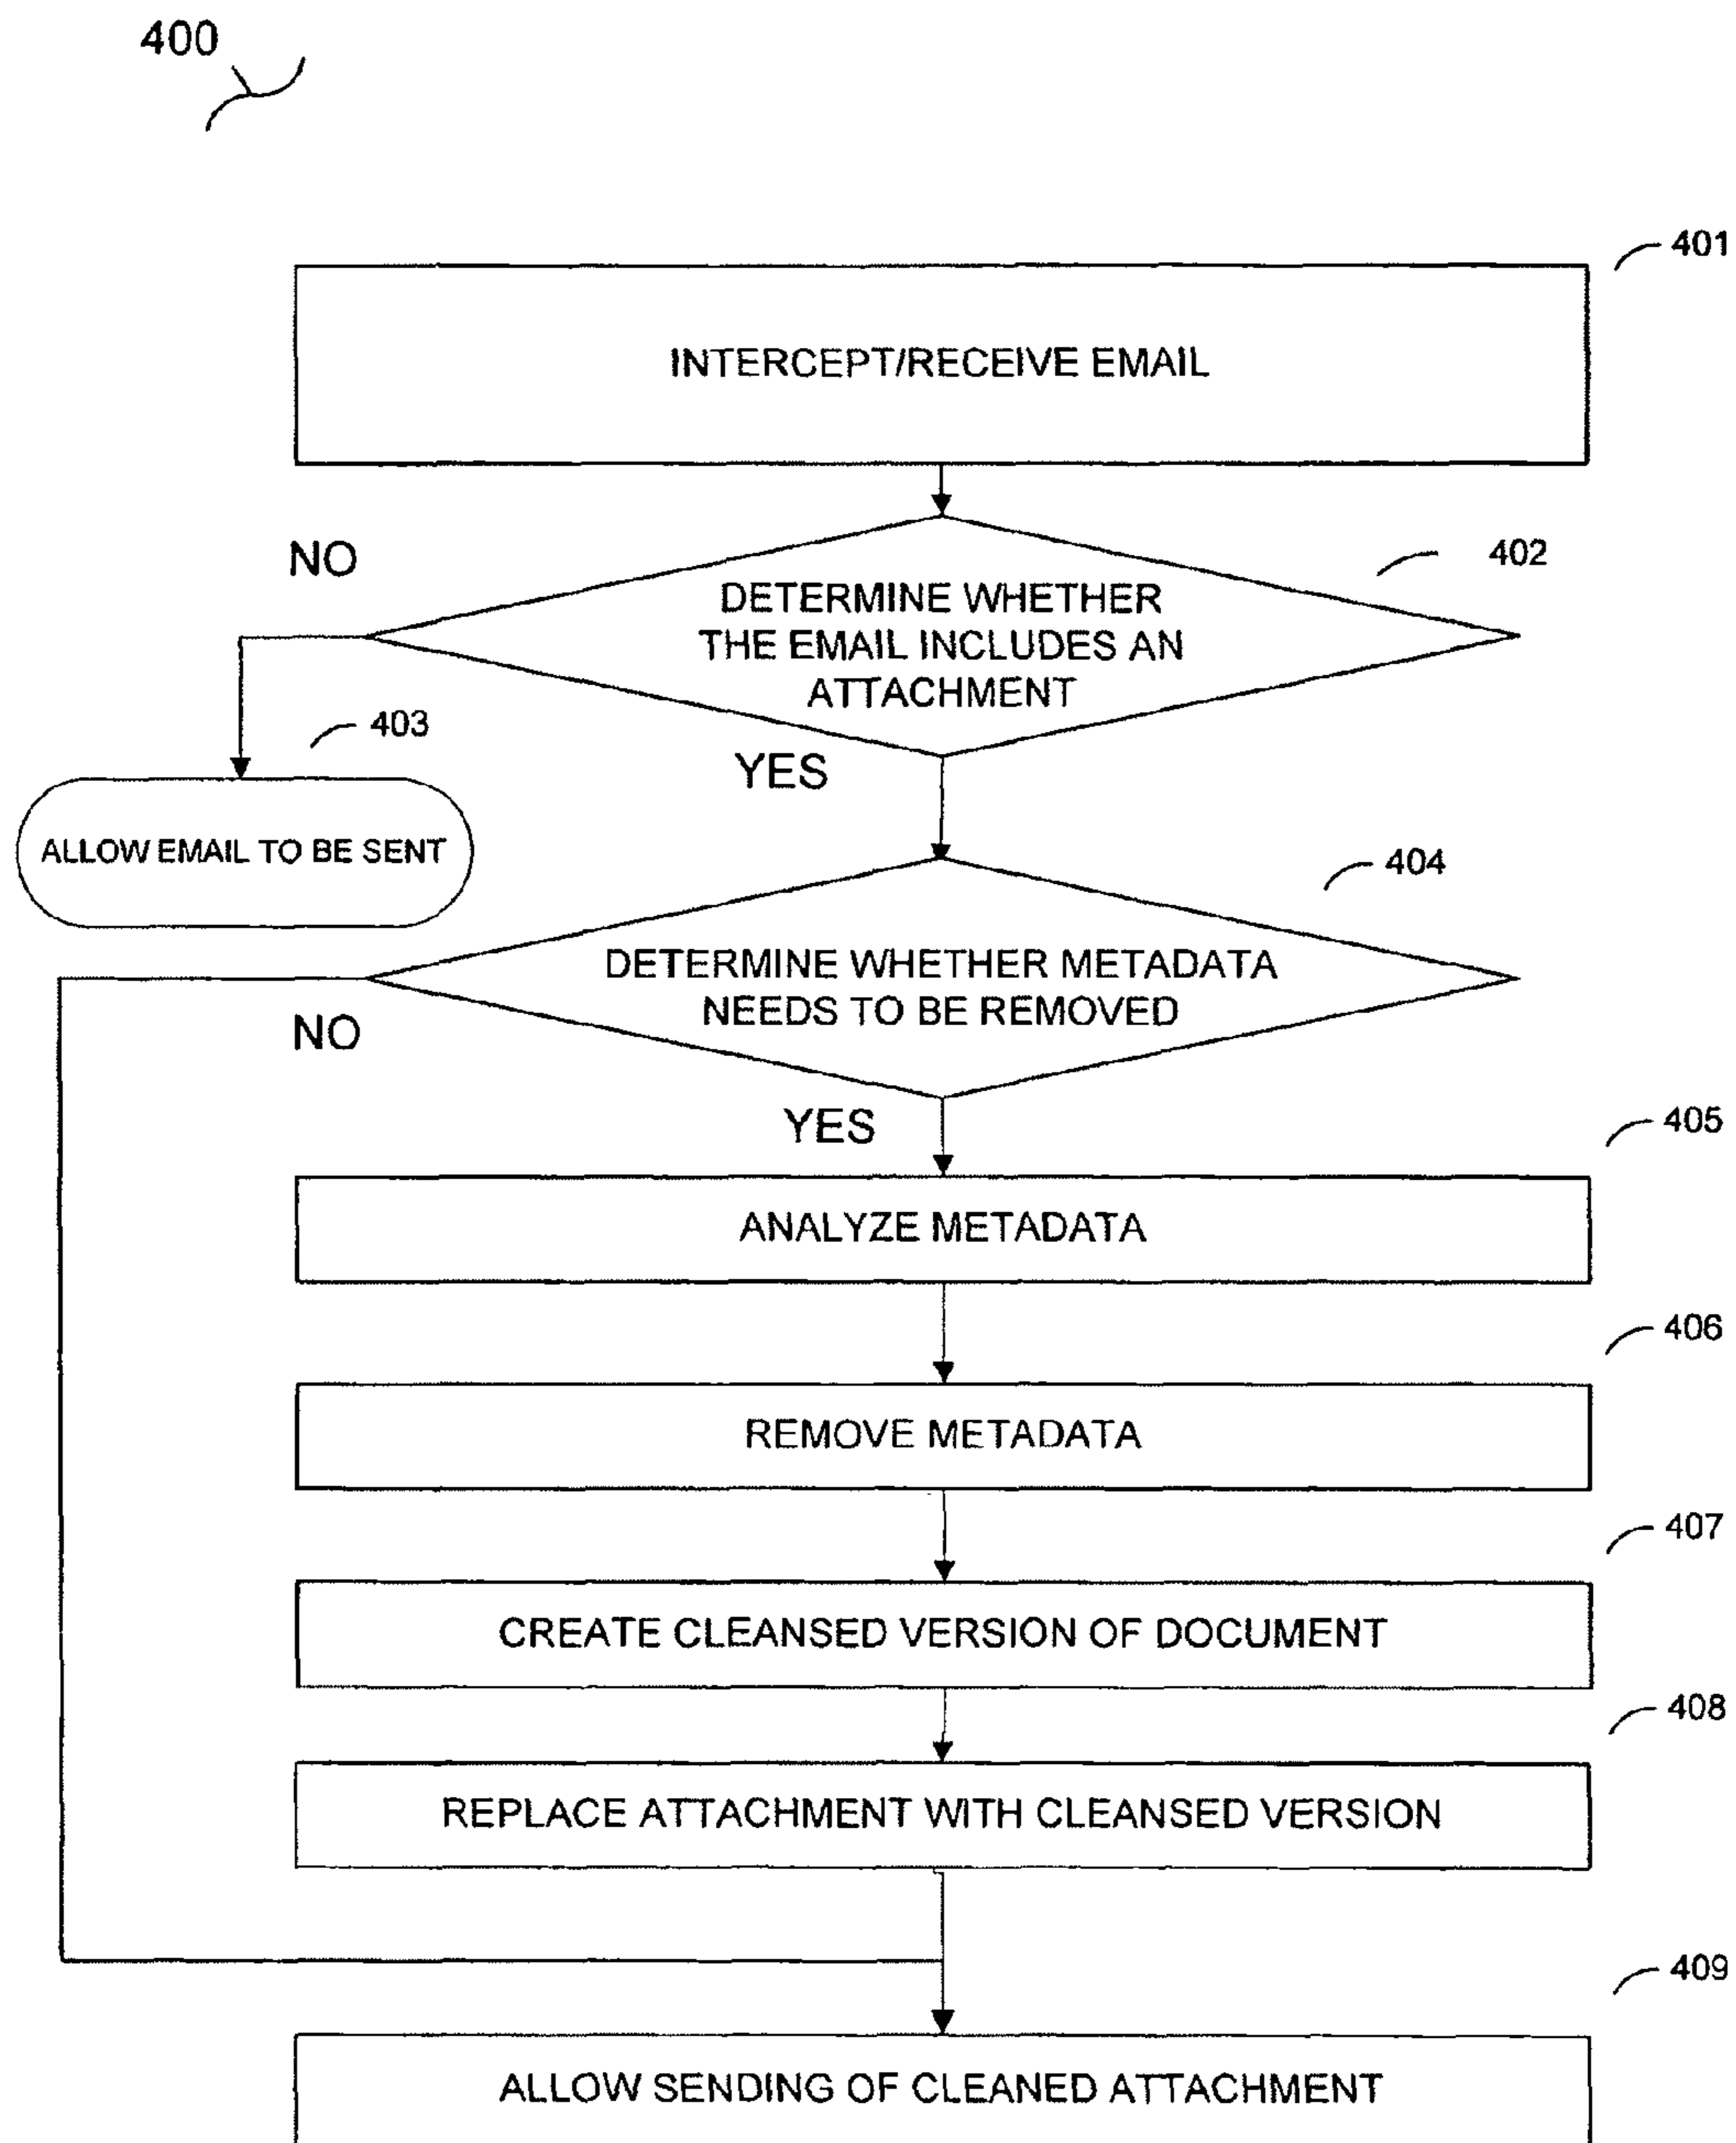 400
401
INTERCEPT/RECEIVE EMAIL
NO
402
DETERMINE WHETHER
THE EMAIL INCLUDES AN
ATTACHMENT
403
YES
ALLOW EMAIL TO BE SENT
404
DETERMINE WHETHER METADATA
NEEDS TO BE REMOVED
NO
YES
405
ANALYZE METADATA
406
REMOVE METADATA
407
CREATE CLEANSED VERSION OF DOCUMENT
408
REPLACE ATTACHMENT WITH CLEANSED VERSION
409
ALLOW SENDING OF CLEANED ATTACHMENT